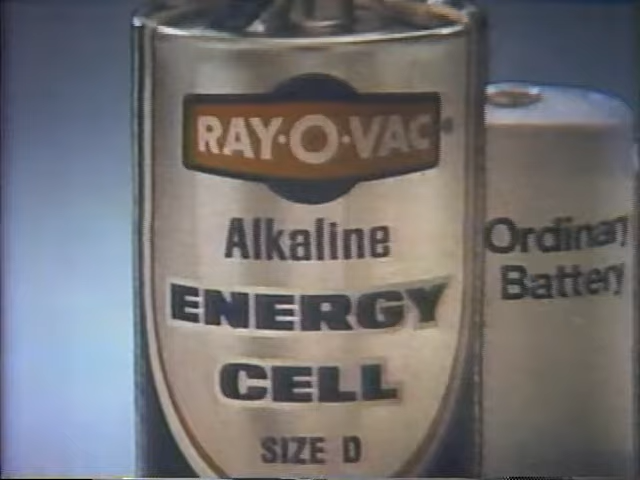 RAY·O·VAC
Alkaline
ENERGY
CELL
SIZE D
Ordinary
Battery